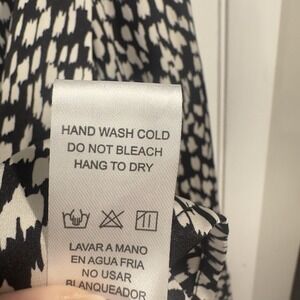 HAND WASH COLD
DO NOT BLEACH
HANG TO DRY
LAVAR A MANO
EN AGUA FRIA
NO USAR
BLANQUEADOR